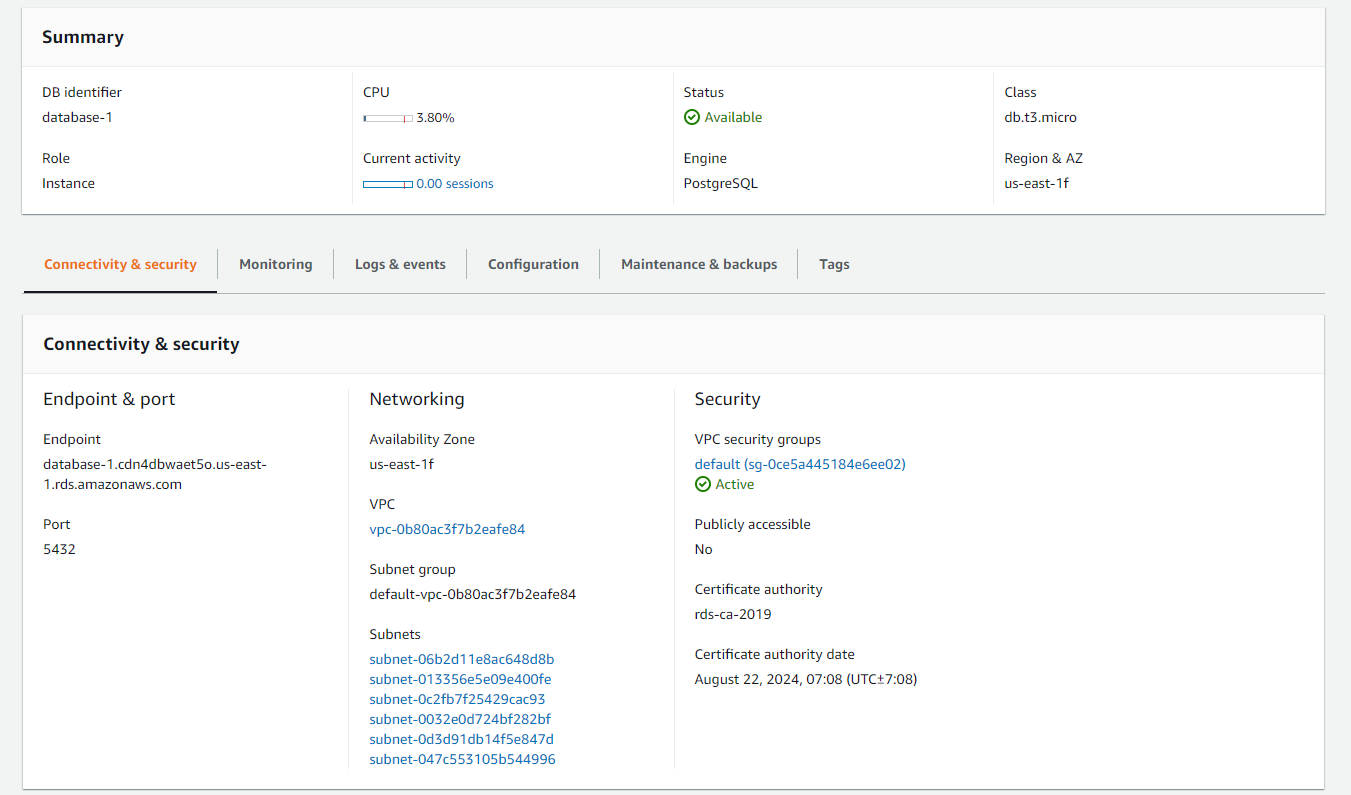 Summary
DB identifier
database-1
CPU
3.80%
Status
Available
Class
db.t3.micro
Role
Instance
Current activity
0.00 sessions
Engine
PostgreSQL
Region & AZ
us-east-1f
Connectivity & security
Monitoring
Logs & events
Configuration
Maintenance & backups
Tags
Connectivity & security
Endpoint & port
Endpoint
database-1.cdn4dbwaet5o.us-east-
1.rds.amazonaws.com
Port
5432
Networking
Availability Zone
us-east-1f
VPC
vpc-0b80ac3f7b2eafe84
Subnet group
default-vpc-0b80ac3f7b2eafe84
Subnets
subnet-06b2d11e8ac648d8b
subnet-013356e5e09e400fe
subnet-0c2fb7f25429cac93
subnet-0032e0d724bf282bf
subnet-0d3d91db14f5e847d
subnet-047c553105b544996
Security
VPC security groups
default (sg-0ce5a445184e6ee02)
Active
Publicly accessible
No
Certificate authority
rds-ca-2019
Certificate authority date
August 22, 2024, 07:08 (UTC±7:08)